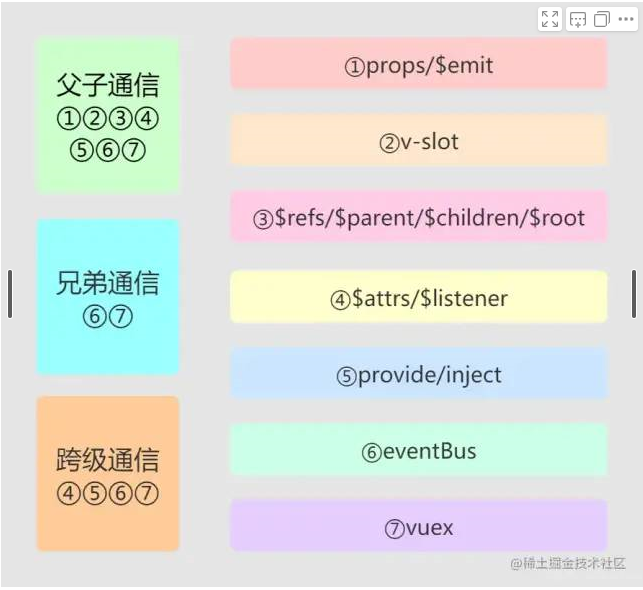 父子通信
①②③④
⑤⑥⑦
兄弟通信
⑥⑦
跨级通信
④⑤⑥⑦
①props/$emit
②v-slot
③$refs/$parent/$children/$root
④$attrs/$listener
⑤provide/inject
⑥eventBus
⑦vuex
@稀土掘金技术社区